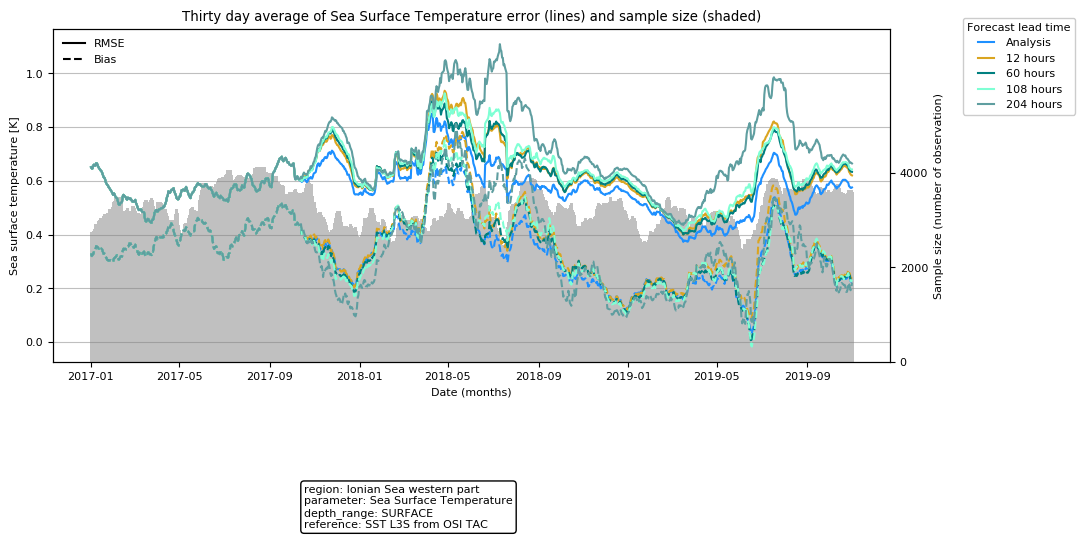 Thirty day average of Sea Surface Temperature error (lines) and sample size (shaded)
RMSE
Bias
Forecast lead time
Analysis
12 hours
60 hours
108 hours
204 hours
Sea surface temperature [K]
1.0
0.8
0.6
0.4
0.2
0.0
Sample size (number of observation)
4000
2000
0
2017-01
2017-05
2017-09
2018-01
2018-05
2018-09
2019-01
2019-05
2019-09
Date (months)
region: Ionian Sea western part
parameter: Sea Surface Temperature
depth_range: SURFACE
reference: SST L3S from OSI TAC